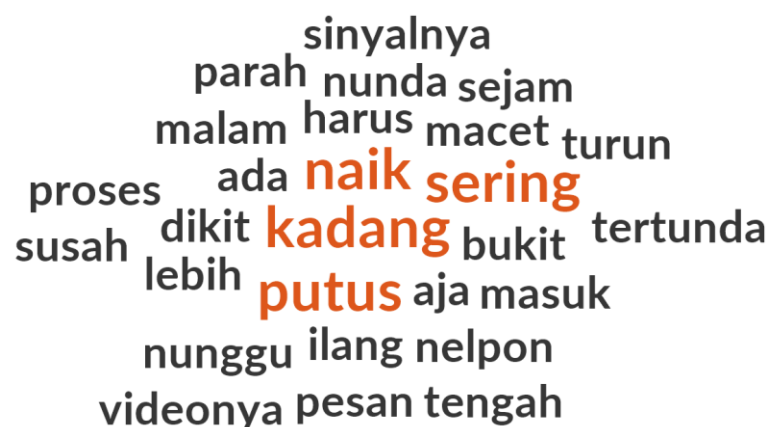 sinyalnya
parah nunda sejam
malam harus macet turun
proses ada naik sering
susah dikit kadang bukit tertunda
lebih putus aja masuk
nunggu ilang nelpon
videonya pesan tengah